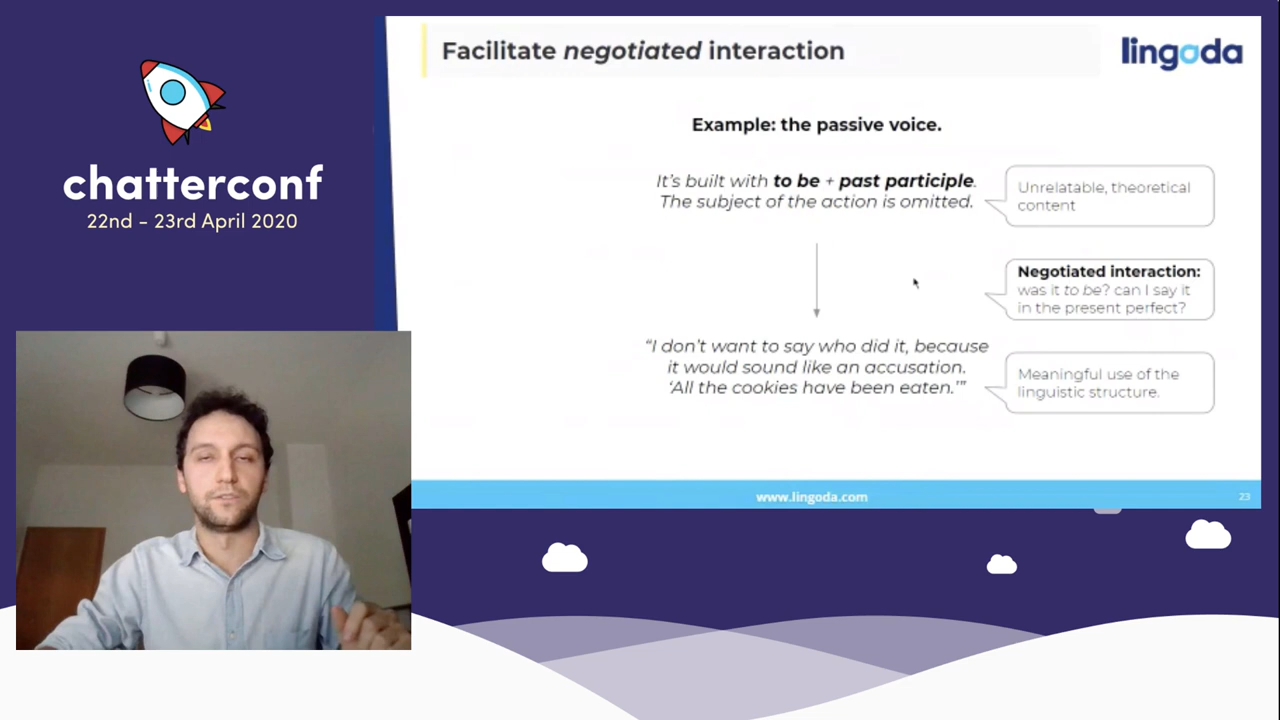 chatterconf
22nd - 23rd April 2020
Facilitate negotiated interaction
lingoda
Example: the passive voice.
It's built with to be + past participle.
The subject of the action is omitted.
Unrelatable, theoretical
content
Negotiated interaction:
was it to be? can I say it
in the present perfect?
“I don't want to say who did it, because
it would sound like an accusation.
‘All the cookies have been eaten.’”
Meaningful use of the
linguistic structure.
www.lingoda.com
23